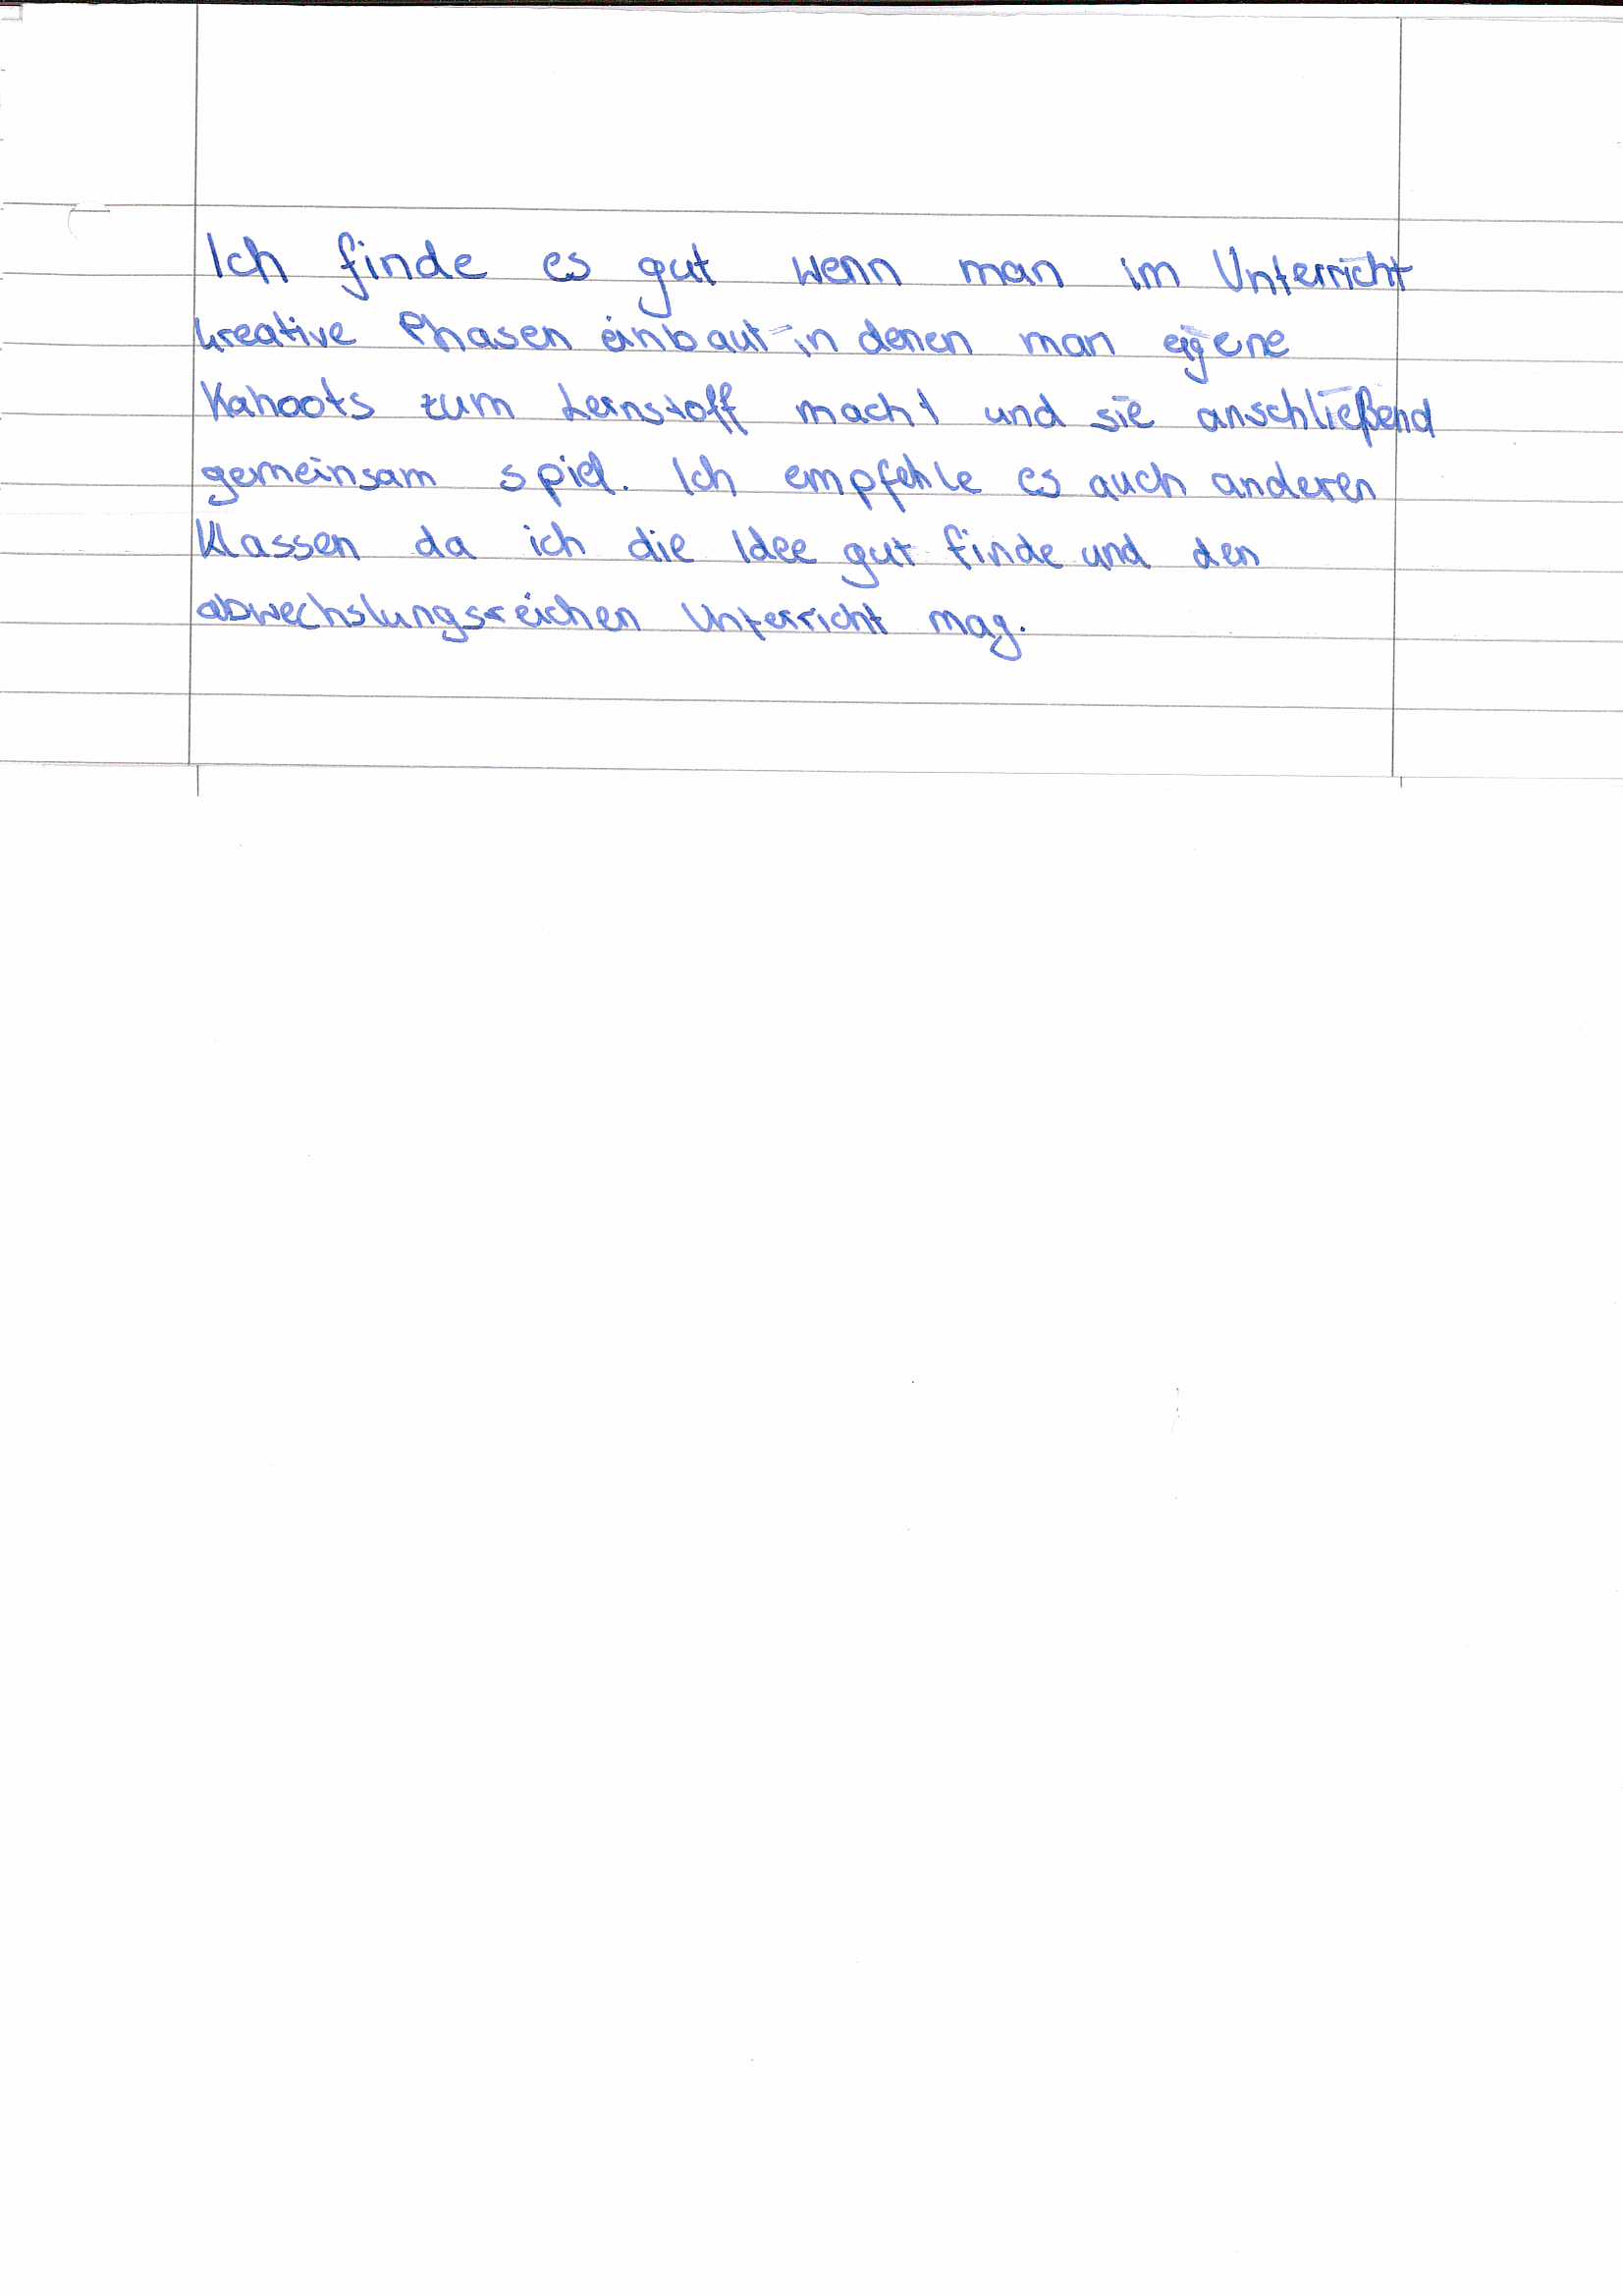 Ich finde es gut wenn man im Unterricht
kreative Phasen einbaut in denen man eigene
Kahoots zum Lernstoff macht und sie anschließend
gemeinsam spiel. Ich empfehle es auch anderen
Klassen da ich die Idee gut finde und den
abwechslungsreichen Unterricht mag.